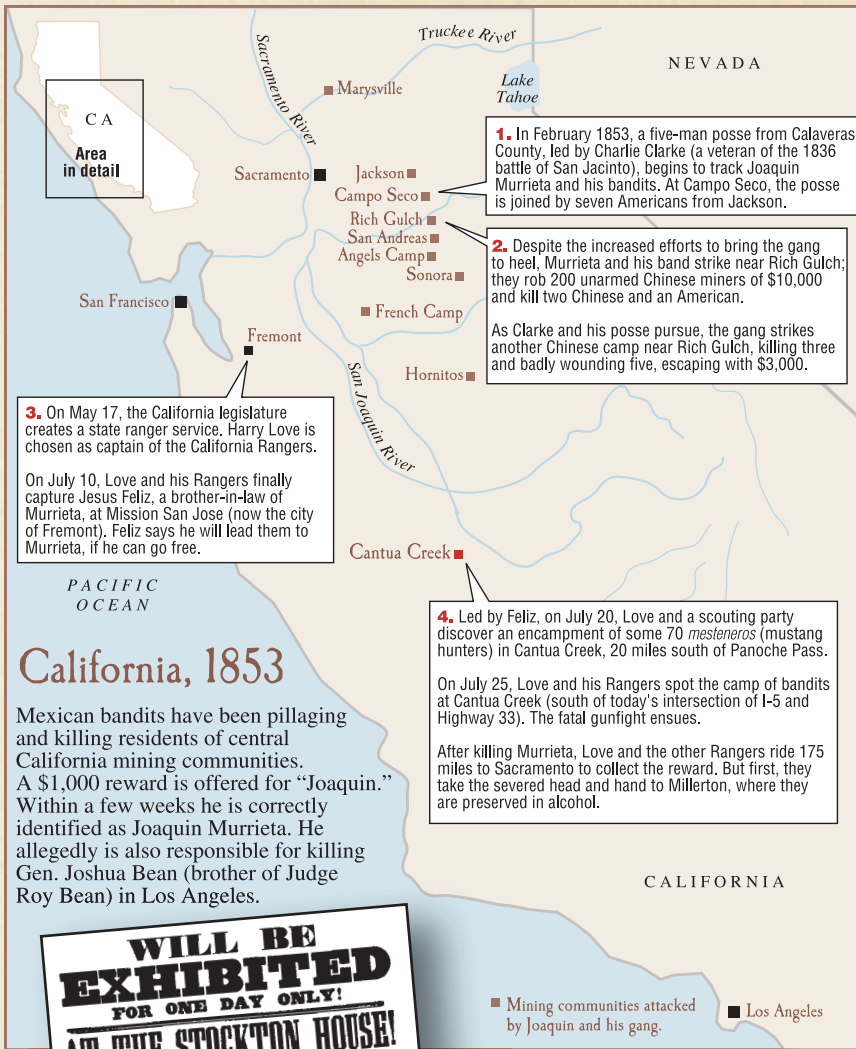 Truckee River
NEVADA
Sacramento River
Lake
Tahoe
Marysville
CA
Area
in detail
Sacramento
Jackson
Campo Seco
Rich Gulch
San Andreas
Angels Camp
Sonora
French Camp
San Francisco
Fremont
Hornitos
San Joaquin River
1. In February 1853, a five-man posse from Calaveras
County, led by Charlie Clarke (a veteran of the 1836
battle of San Jacinto), begins to track Joaquin
Murrieta and his bandits. At Campo Seco, the posse
is joined by seven Americans from Jackson.
2. Despite the increased efforts to bring the gang
to heel, Murrieta and his band strike near Rich Gulch;
they rob 200 unarmed Chinese miners of $10,000
and kill two Chinese and an American.
As Clarke and his posse pursue, the gang strikes
another Chinese camp near Rich Gulch, killing three
and badly wounding five, escaping with $3,000.
3. On May 17, the California legislature
creates a state ranger service. Harry Love is
chosen as captain of the California Rangers.
On July 10, Love and his Rangers finally
capture Jesus Feliz, a brother-in-law of
Murrieta, at Mission San Jose (now the city
of Fremont). Feliz says he will lead them to
Murrieta, if he can go free.
Cantua Creek
PACIFIC
OCEAN
4. Led by Feliz, on July 20, Love and a scouting party
discover an encampment of some 70 mesteneros (mustang
hunters) in Cantua Creek, 20 miles south of Panoche Pass.
On July 25, Love and his Rangers spot the camp of bandits
at Cantua Creek (south of today's intersection of I-5 and
Highway 33). The fatal gunfight ensues.
After killing Murrieta, Love and the other Rangers ride 175
miles to Sacramento to collect the reward. But first, they
take the severed head and hand to Millerton, where they
are preserved in alcohol.
California, 1853
Mexican bandits have been pillaging
and killing residents of central
California mining communities.
A $1,000 reward is offered for “Joaquin.”
Within a few weeks he is correctly
identified as Joaquin Murrieta. He
allegedly is also responsible for killing
Gen. Joshua Bean (brother of Judge
Roy Bean) in Los Angeles.
CALIFORNIA
WILL BE
EXHIBITED
FOR ONE DAY ONLY!
AT THE STOCKTON HOUSE!
Mining communities attacked
by Joaquin and his gang.
Los Angeles